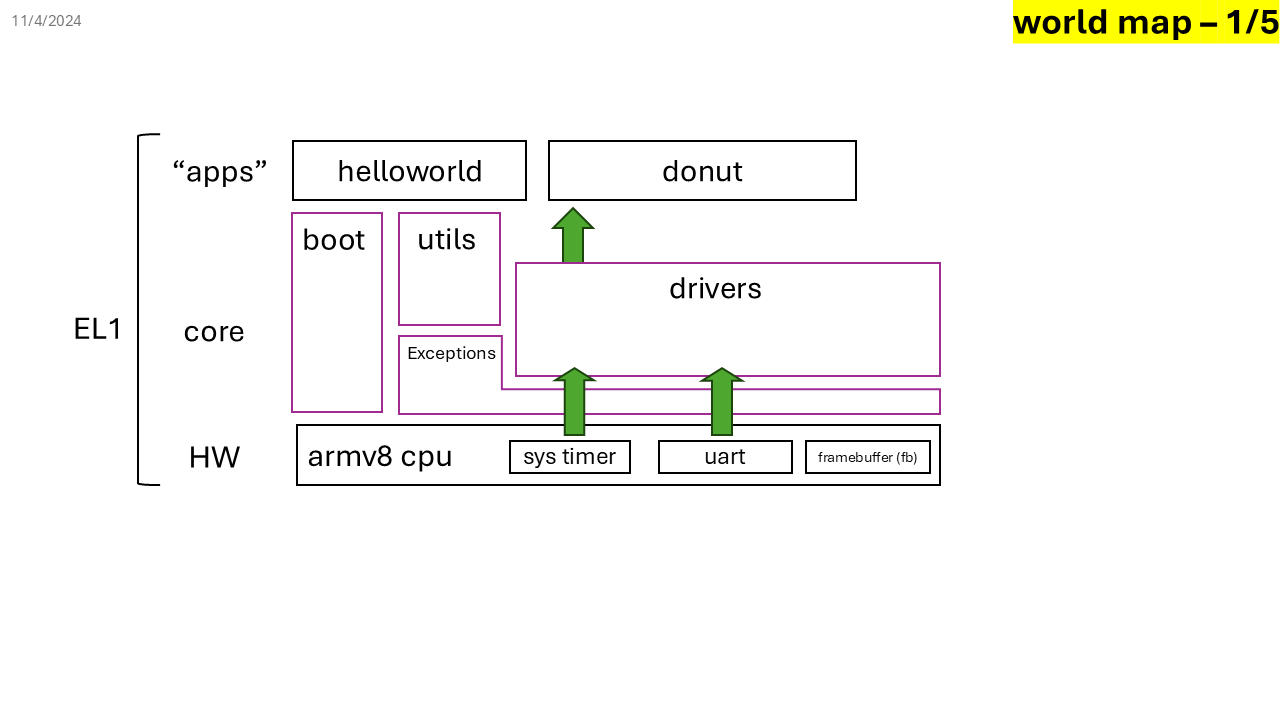 11/4/2024
world map – 1/5
“apps”
helloworld
donut
boot
utils
drivers
EL1
core
Exceptions
HW
armv8 cpu
sys timer
uart
framebuffer (fb)